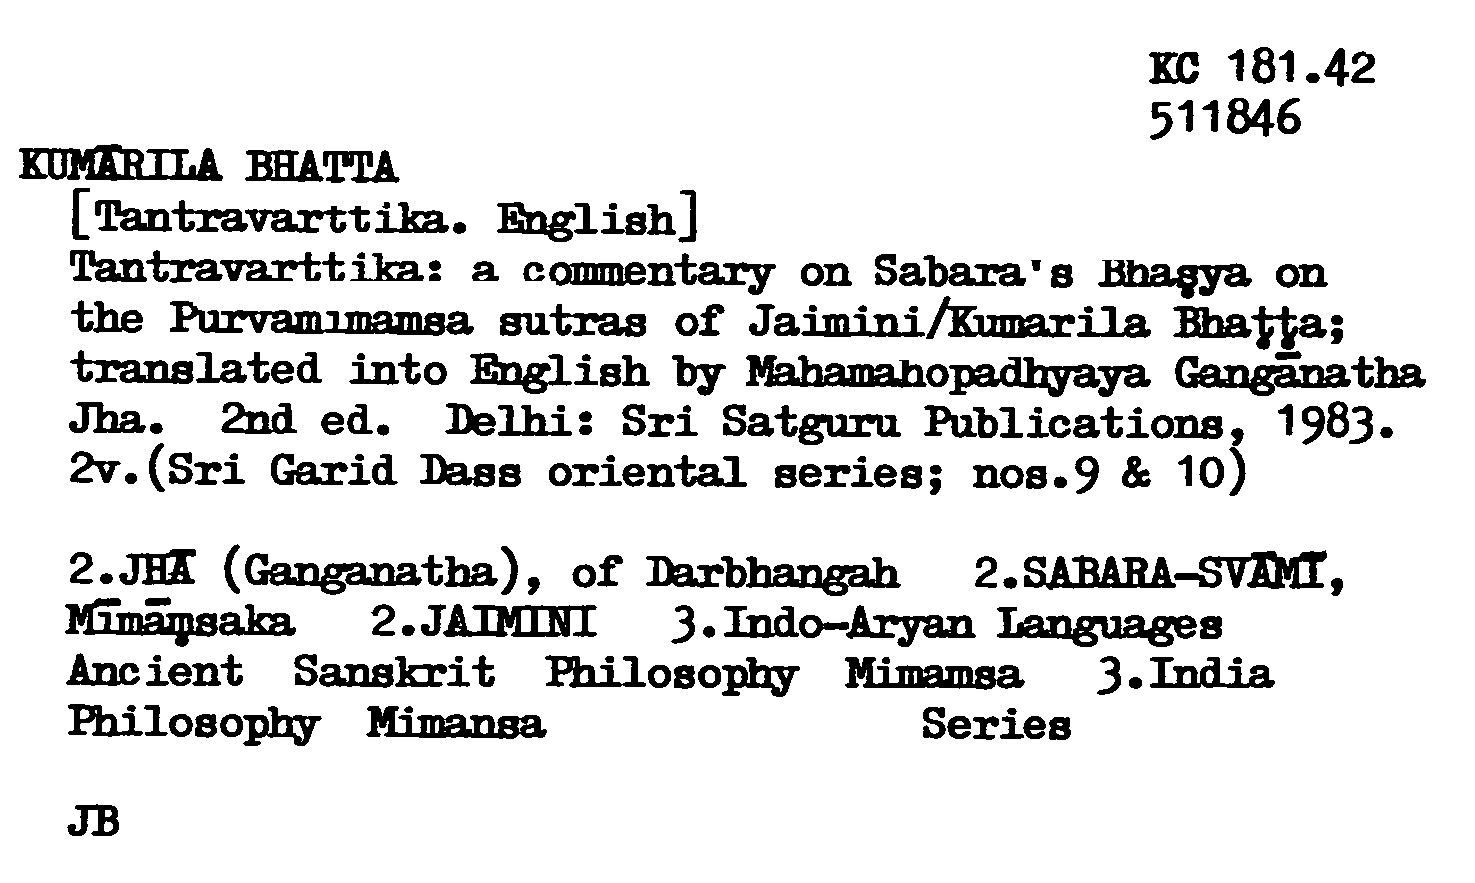 KC 181.42
511846
KUMĀRILA BHATTA
[Tantravarttika. English]
Tantravarttika: a commentary on Sabara's Bhaṣya on
the Purvamimamsa sutras of Jaimini/Kumarila Bhaṭṭa;
translated into English by Mahamahopadhyaya Gangānatha
Jha. 2nd ed. Delhi: Sri Satguru Publications, 1983.
2v.(Sri Garid Dass oriental series; nos.9 & 10)
2.JHĀ (Ganganatha), of Darbhangah 2.SABARA-SVĀMĪ,
Mīmāṃsaka 2.JAIMINI 3.Indo-Aryan Languages
Ancient Sanskrit Philosophy Mimamsa 3.India
Philosophy Mimansa Series
JB